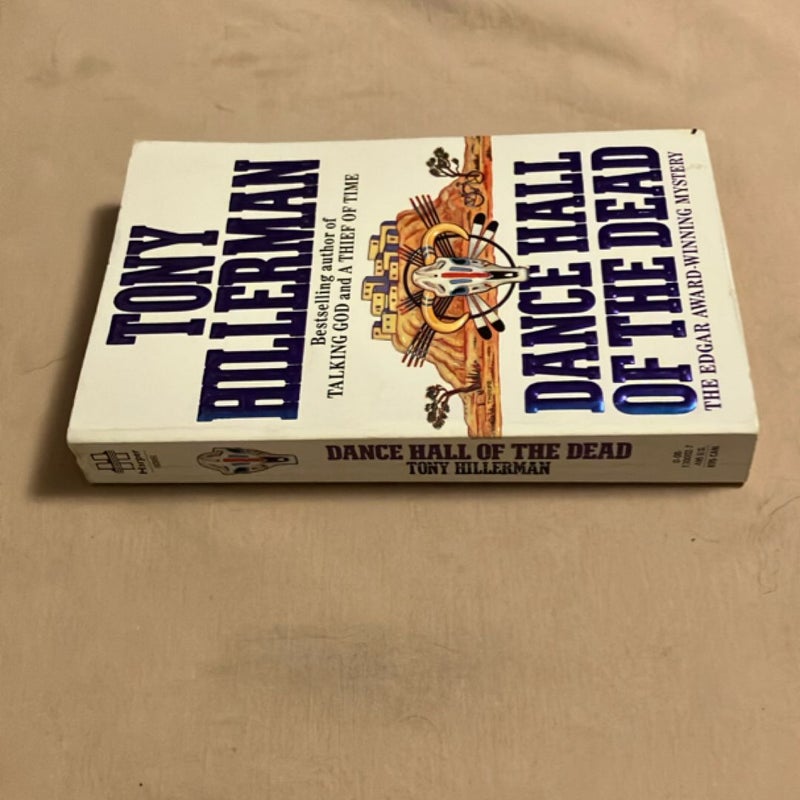 TONY
HILLERMAN
Bestselling author of
TALKING GOD and A THIEF OF TIME
DANCE HALL
OF THE DEAD
THE EDGAR AWARD-WINNING MYSTERY
Harper
DANCE HALL OF THE DEAD
TONY HILLERMAN